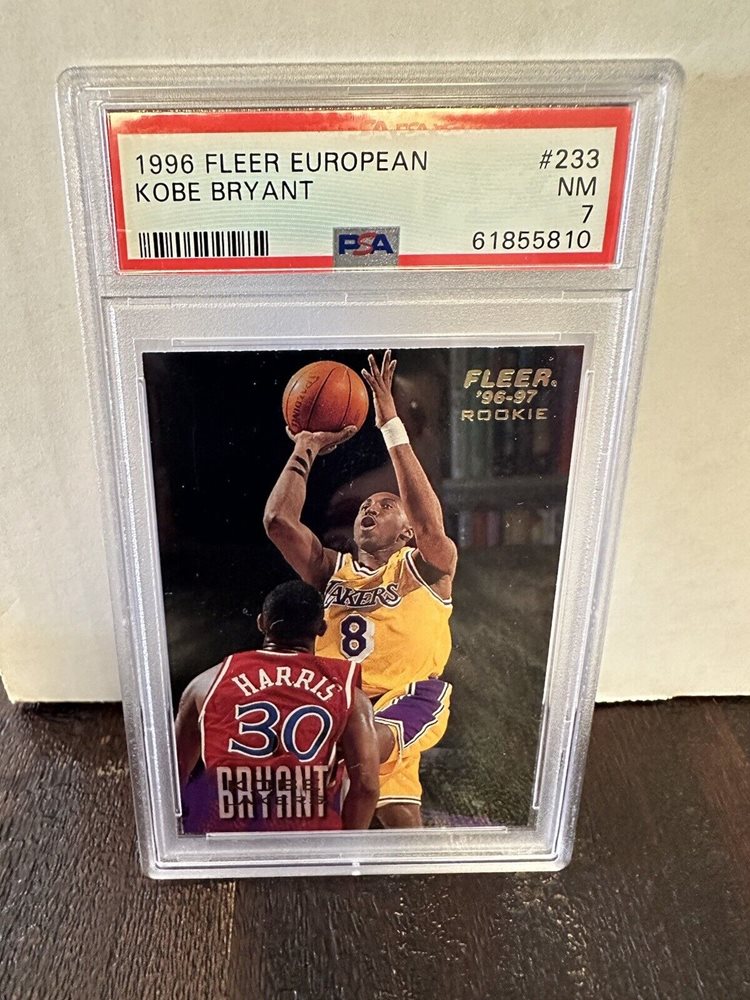 1996 FLEER EUROPEAN #233
KOBE BRYANT NM
7
PSA 61855810
FLEER
'96-97
ROOKIE
SPALDING
LAKERS
8
HARRIS
30
BRYANT